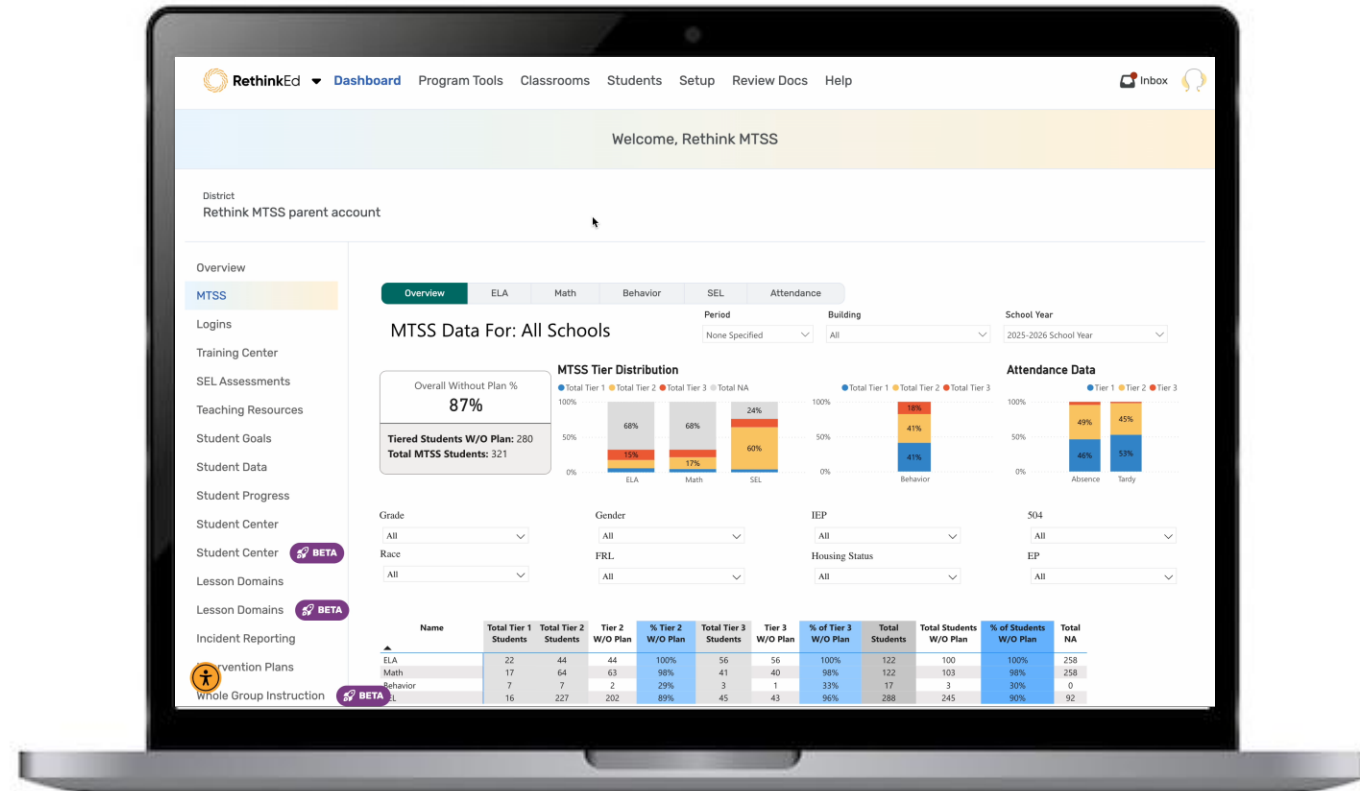 RethinkEd Dashboard Program Tools Classrooms Students Setup Review Docs Help Inbox
Welcome, Rethink MTSS
District
Rethink MTSS parent account
Overview
MTSS
Logins
Training Center
SEL Assessments
Teaching Resources
Student Goals
Student Data
Student Progress
Student Center
Student Center BETA
Lesson Domains
Lesson Domains BETA
Incident Reporting
ervention Plans
Whole Group Instruction BETA
Overview ELA Math Behavior SEL Attendance
MTSS Data For: All Schools
Period
None Specified
Building
All
School Year
2025-2026 School Year
Overall Without Plan %
87%
Tiered Students W/O Plan: 280
Total MTSS Students: 321
MTSS Tier Distribution
Total Tier 1 Total Tier 2 Total Tier 3 Total NA
100%
50%
0%
68%
15%
68%
17%
24%
60%
ELA Math SEL
Total Tier 1 Total Tier 2 Total Tier 3
100%
50%
0%
18%
41%
41%
Behavior
Attendance Data
Tier 1 Tier 2 Tier 3
100%
50%
0%
49%
46%
45%
53%
Absence Tardy
Grade
All
Gender
All
IEP
All
504
All
Race
All
FRL
All
Housing Status
All
EP
All
Name Total Tier 1 Students Total Tier 2 Students Tier 2 W/O Plan % Tier 2 W/O Plan Total Tier 3 Students Tier 3 W/O Plan % of Tier 3 W/O Plan Total Students Total Students W/O Plan % of Students W/O Plan Total NA
ELA 22 44 44 100% 56 56 100% 122 100 100% 258
Math 17 64 63 98% 41 40 98% 122 103 98% 258
Behavior 7 7 2 29% 3 1 33% 17 3 30% 0
EL 16 227 202 89% 45 43 96% 288 245 90% 92